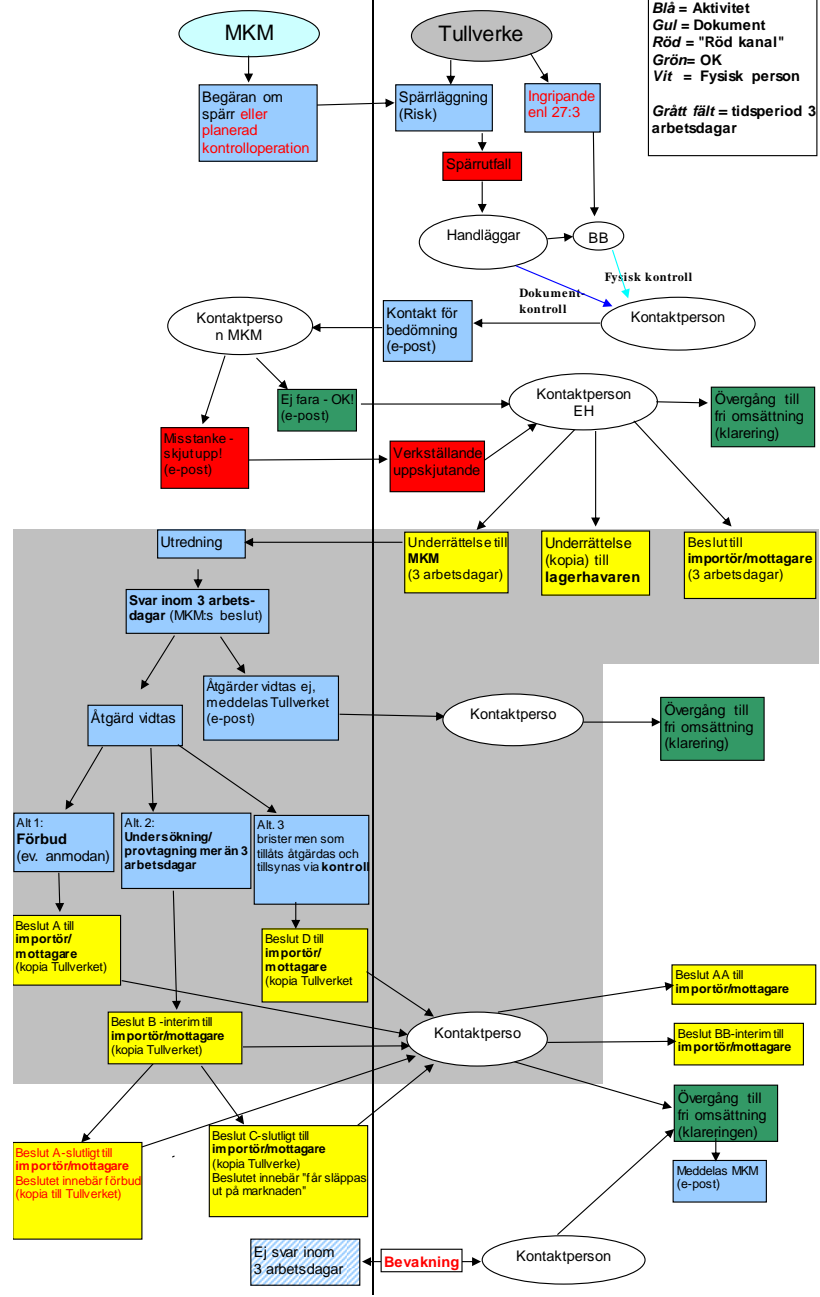 MKM
Tullverke
Blå = Aktivitet
Gul = Dokument
Röd = "Röd kanal"
Grön= OK
Vit = Fysisk person
Grått fält = tidsperiod 3
arbetsdagar
Begäran om
spärr eller
planerad
kontrolloperation
Spärrläggning
(Risk)
Ingripande
enl 27:3
Spärrutfall
Handläggar
BB
Fysisk kontroll
Dokument-
kontroll
Kontaktperso
n MKM
Kontakt för
bedömning
(e-post)
Kontaktperson
Ej fara - OK!
(e-post)
Kontaktperson
EH
Övergång till
fri omsättning
(klarering)
Misstanke -
skjut upp!
(e-post)
Verkställande
uppskjutande
Utredning
Underrättelse till
MKM
(3 arbetsdagar)
Underrättelse
(kopia) till
lagerhavaren
Beslut till
importör/mottagare
(3 arbetsdagar)
Svar inom 3 arbets-
dagar (MKM:s beslut)
Åtgärder vidtas ej,
meddelas Tullverket
(e-post)
Åtgärd vidtas
Kontaktperso
Övergång till
fri omsättning
(klarering)
Alt 1:
Förbud
(ev. anmodan)
Alt. 2:
Undersökning/
provtagning mer än 3
arbetsdagar
Alt. 3
brister men som
tillåts åtgärdas och
tillsynas via kontroll
Beslut A till
importör/
mottagare
(kopia Tullverket)
Beslut D till
importör/
mottagare
(kopia Tullverket
Beslut AA till
importör/mottagare
Beslut B -interim till
importör/mottagare
(kopia Tullverket)
Kontaktperso
Beslut BB-interim till
importör/mottagare
Övergång till
fri omsättning
(klareringen)
Beslut A-slutligt till
importör/mottagare
Beslutet innebär förbud
(kopia till Tullverket)
Beslut C-slutligt till
importör/mottagare
(kopia Tullverke)
Beslutet innebär "får släppas
ut på marknaden"
Meddelas MKM
(e-post)
Ej svar inom
3 arbetsdagar
Bevakning
Kontaktperson